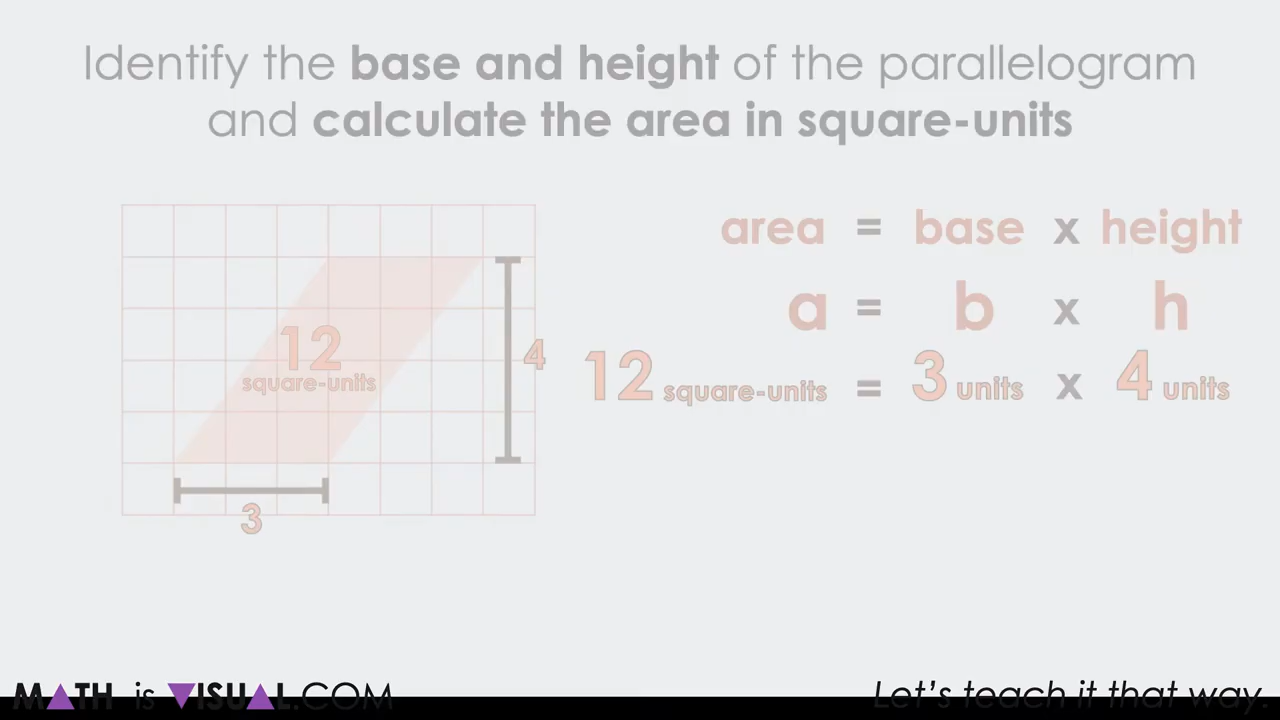 Identify the base and height of the parallelogram
and calculate the area in square-units
area = base x height
a = b x h
12 square-units = 3 units x 4 units
12
square-units
4
3
MATH is VISUAL.COM
Let's teach it that way.